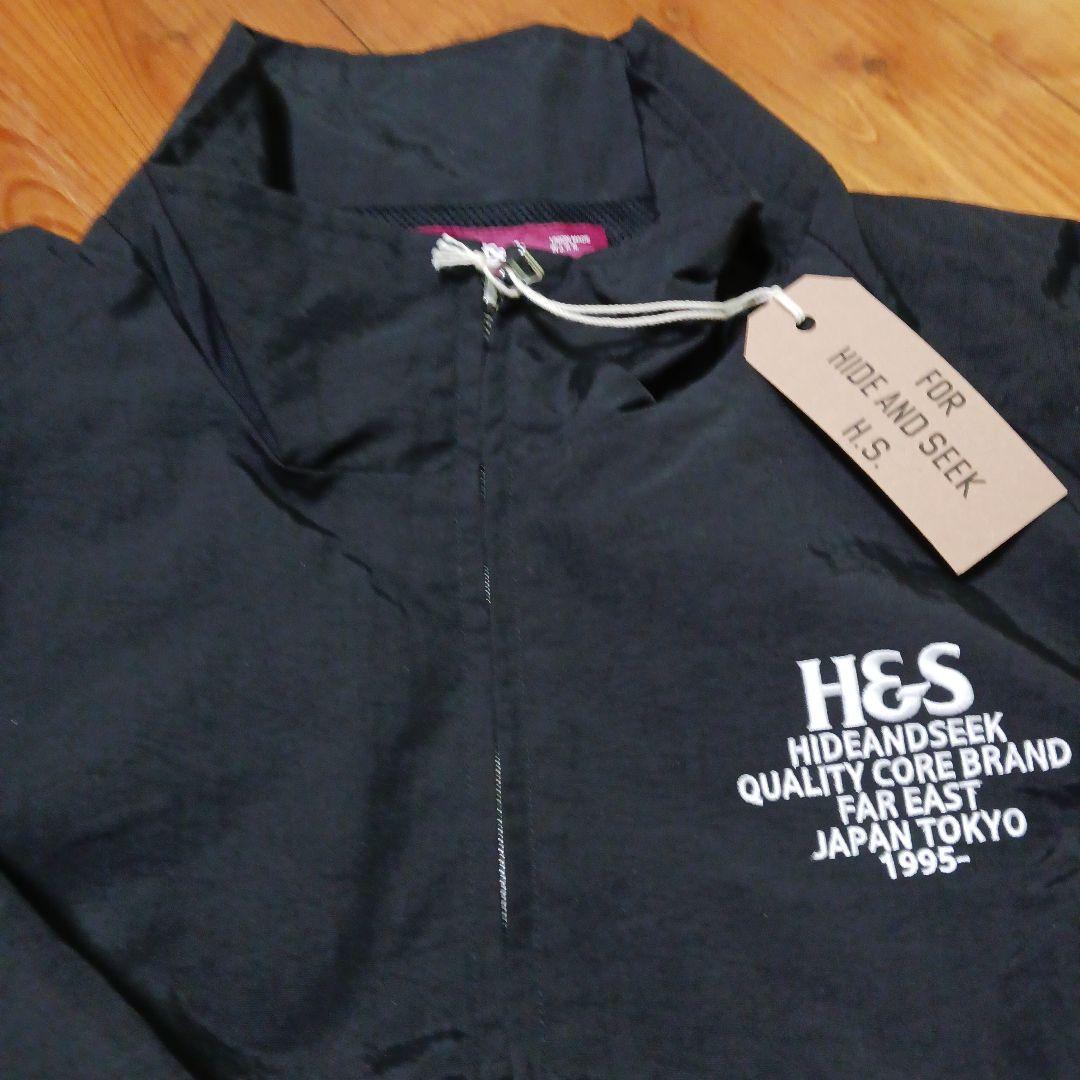 FOR
HIDE AND SEEK
H.S.
H&S
HIDEANDSEEK
QUALITY CORE BRAND
FAR EAST
JAPAN TOKYO
1995-